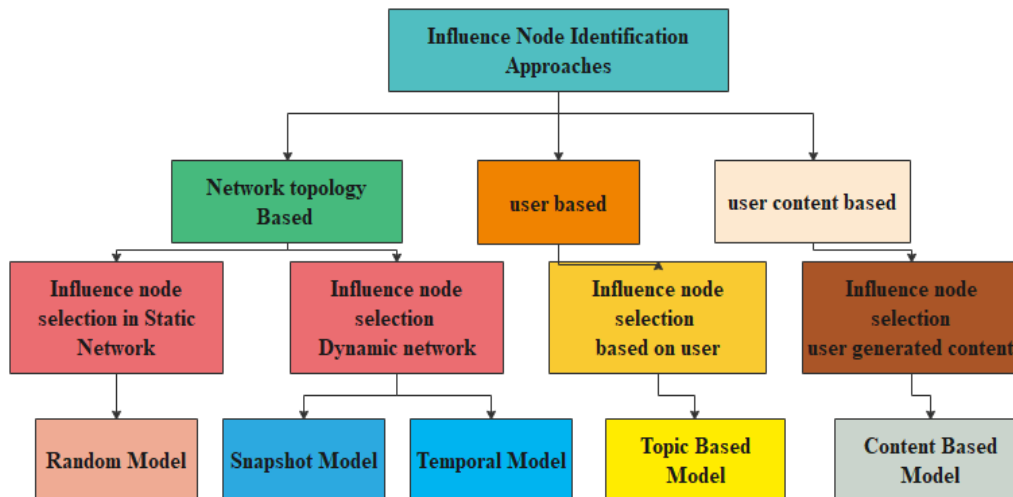 Influence Node Identification
Approaches
Network topology
Based
user based
user content based
Influence node
selection in Static
Network
Influence node
selection
Dynamic network
Influence node
selection
based on user
Influence node
selection
user generated content
Random Model
Snapshot Model
Temporal Model
Topic Based
Model
Content Based
Model